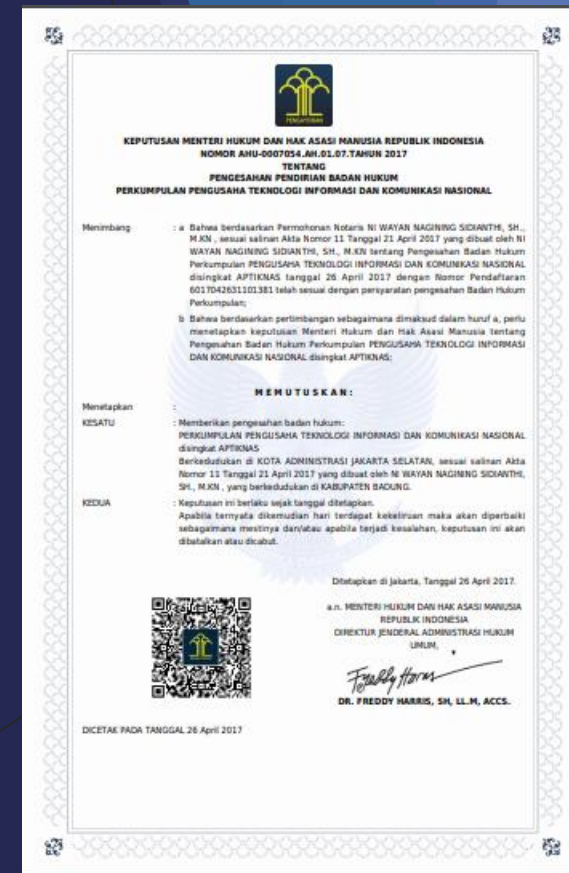 PENGAYOMAN
KEPUTUSAN MENTERI HUKUM DAN HAK ASASI MANUSIA REPUBLIK INDONESIA
NOMOR AHU-0007054.AH.01.07.TAHUN 2017
TENTANG
PENGESAHAN PENDIRIAN BADAN HUKUM
PERKUMPULAN PENGUSAHA TEKNOLOGI INFORMASI DAN KOMUNIKASI NASIONAL
Menimbang : a Bahwa berdasarkan Permohonan Notaris NI WAYAN NAGINING SIDIANTHI, SH.,
M.KN , sesuai salinan Akta Nomor 11 Tanggal 21 April 2017 yang dibuat oleh NI
WAYAN NAGINING SIDIANTHI, SH., M.KN tentang Pengesahan Badan Hukum
Perkumpulan PENGUSAHA TEKNOLOGI INFORMASI DAN KOMUNIKASI NASIONAL
disingkat APTIKNAS tanggal 26 April 2017 dengan Nomor Pendaftaran
6017042631101381 telah sesuai dengan persyaratan pengesahan Badan Hukum
Perkumpulan;
b Bahwa berdasarkan pertimbangan sebagaimana dimaksud dalam huruf a, perlu
menetapkan keputusan Menteri Hukum dan Hak Asasi Manusia tentang
Pengesahan Badan Hukum Perkumpulan PENGUSAHA TEKNOLOGI INFORMASI
DAN KOMUNIKASI NASIONAL disingkat APTIKNAS;
M E M U T U S K A N :
Menetapkan :
KESATU : Memberikan pengesahan badan hukum:
PERKUMPULAN PENGUSAHA TEKNOLOGI INFORMASI DAN KOMUNIKASI NASIONAL
disingkat APTIKNAS
Berkedudukan di KOTA ADMINISTRASI JAKARTA SELATAN, sesuai salinan Akta
Nomor 11 Tanggal 21 April 2017 yang dibuat oleh NI WAYAN NAGINING SIDIANTHI,
SH., M.KN , yang berkedudukan di KABUPATEN BADUNG.
KEDUA : Keputusan ini berlaku sejak tanggal ditetapkan.
Apabila ternyata dikemudian hari terdapat kekeliruan maka akan diperbaiki
sebagaimana mestinya dan/atau apabila terjadi kesalahan, keputusan ini akan
dibatalkan atau dicabut.
Ditetapkan di Jakarta, Tanggal 26 April 2017.
a.n. MENTERI HUKUM DAN HAK ASASI MANUSIA
REPUBLIK INDONESIA
DIREKTUR JENDERAL ADMINISTRASI HUKUM
UMUM,
Freddy Harris
DR. FREDDY HARRIS, SH, LL.M, ACCS.
DICETAK PADA TANGGAL 26 April 2017